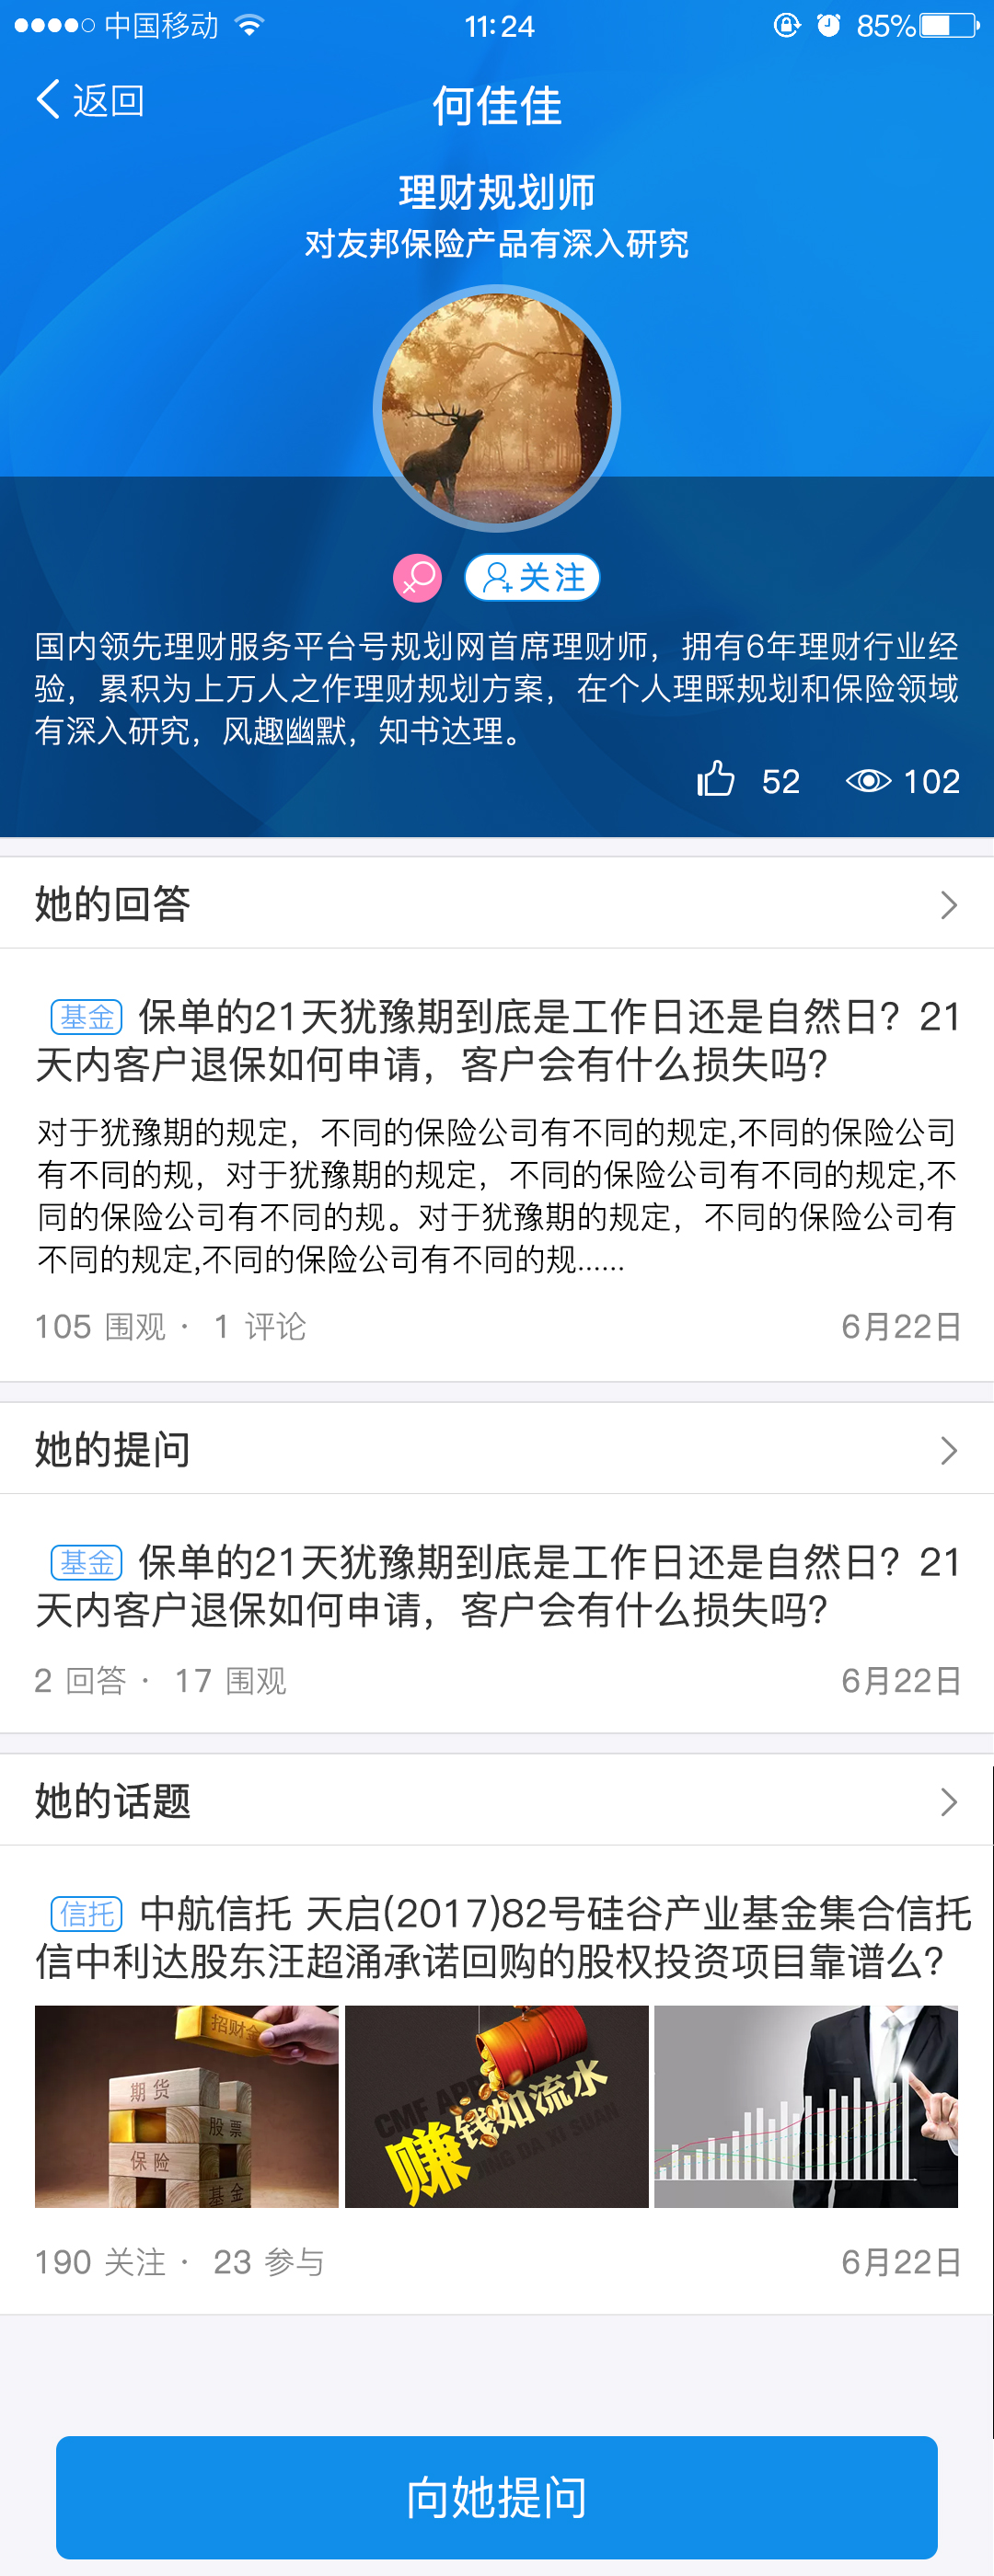 中国移动
11:24
85%
返回
何佳佳
理财规划师
对友邦保险产品有深入研究
关注
国内领先理财服务平台号规划网首席理财师，拥有6年理财行业经
验，累积为上万人之作理财规划方案，在个人理睬规划和保险领域
有深入研究，风趣幽默，知书达理。
52
102
她的回答
基金 保单的21天犹豫期到底是工作日还是自然日？21
天内客户退保如何申请，客户会有什么损失吗？
对于犹豫期的规定，不同的保险公司有不同的规定,不同的保险公司
有不同的规，对于犹豫期的规定，不同的保险公司有不同的规定,不
同的保险公司有不同的规。对于犹豫期的规定，不同的保险公司有
不同的规定,不同的保险公司有不同的规......
105 围观 · 1 评论
6月22日
她的提问
基金 保单的21天犹豫期到底是工作日还是自然日？21
天内客户退保如何申请，客户会有什么损失吗？
2 回答 · 17 围观
6月22日
她的话题
信托 中航信托 天启(2017)82号硅谷产业基金集合信托
信中利达股东汪超涌承诺回购的股权投资项目靠谱么？
招财金
期货
股票
保险
基金
CMF APP
赚钱如流水
190 关注 · 23 参与
6月22日
向她提问